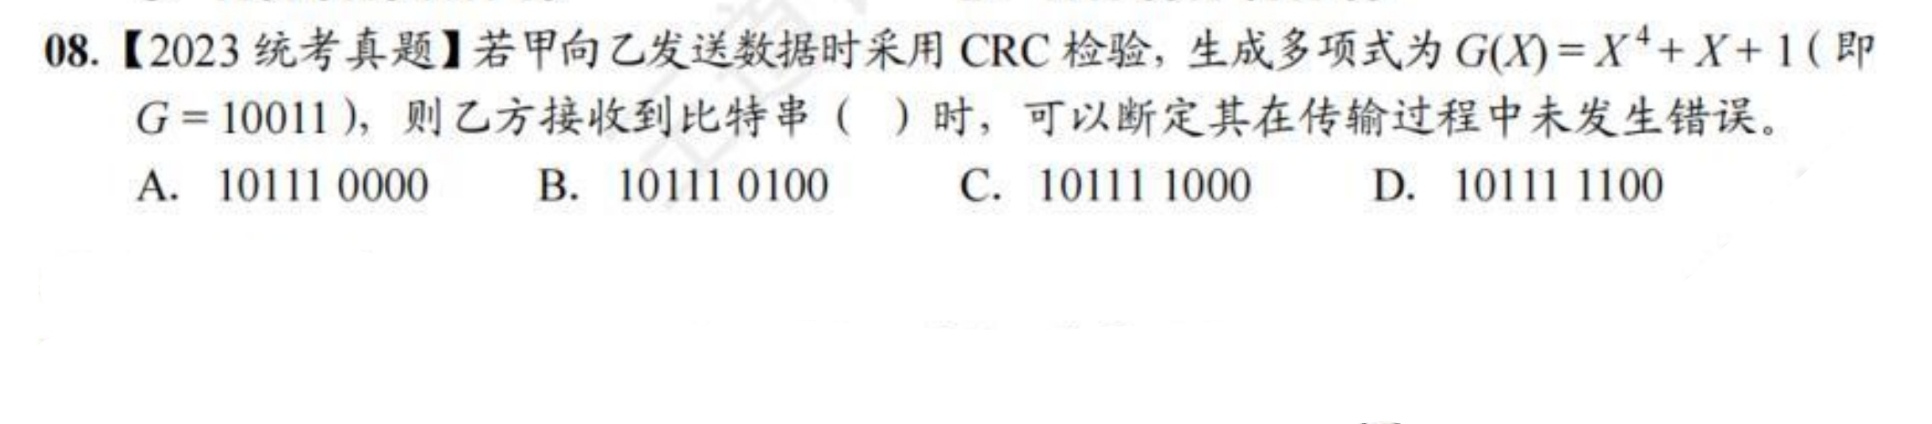 08.【2023 统考真题】若甲向乙发送数据时采用 CRC 检验，生成多项式为 G(X) = X⁴ + X + 1（即
G = 10011），则乙方接收到比特串（ ）时，可以断定其在传输过程中未发生错误。
A. 10111 0000 B. 10111 0100 C. 10111 1000 D. 10111 1100